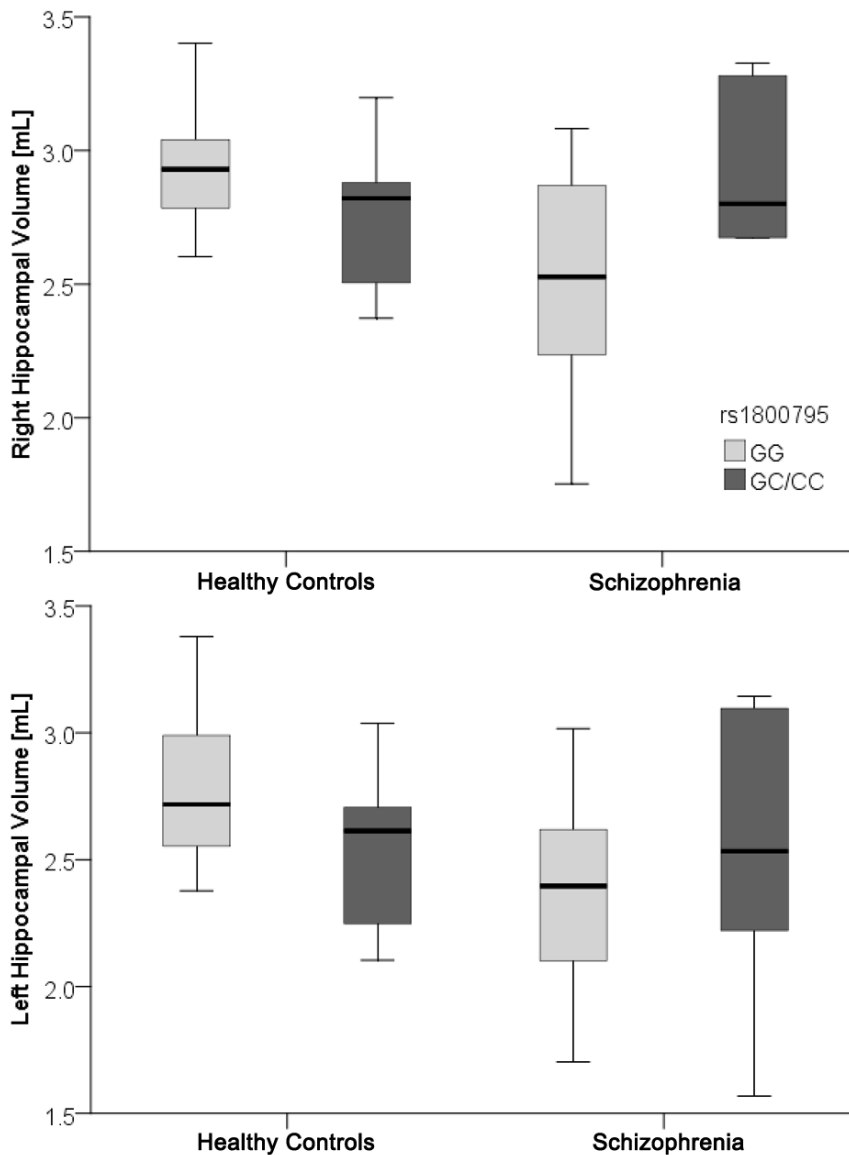 Right Hippocampal Volume [mL]
3.5
3.0
2.5
2.0
1.5
rs1800795
GG
GC/CC
Healthy Controls
Schizophrenia
Left Hippocampal Volume [mL]
3.5
3.0
2.5
2.0
1.5
Healthy Controls
Schizophrenia